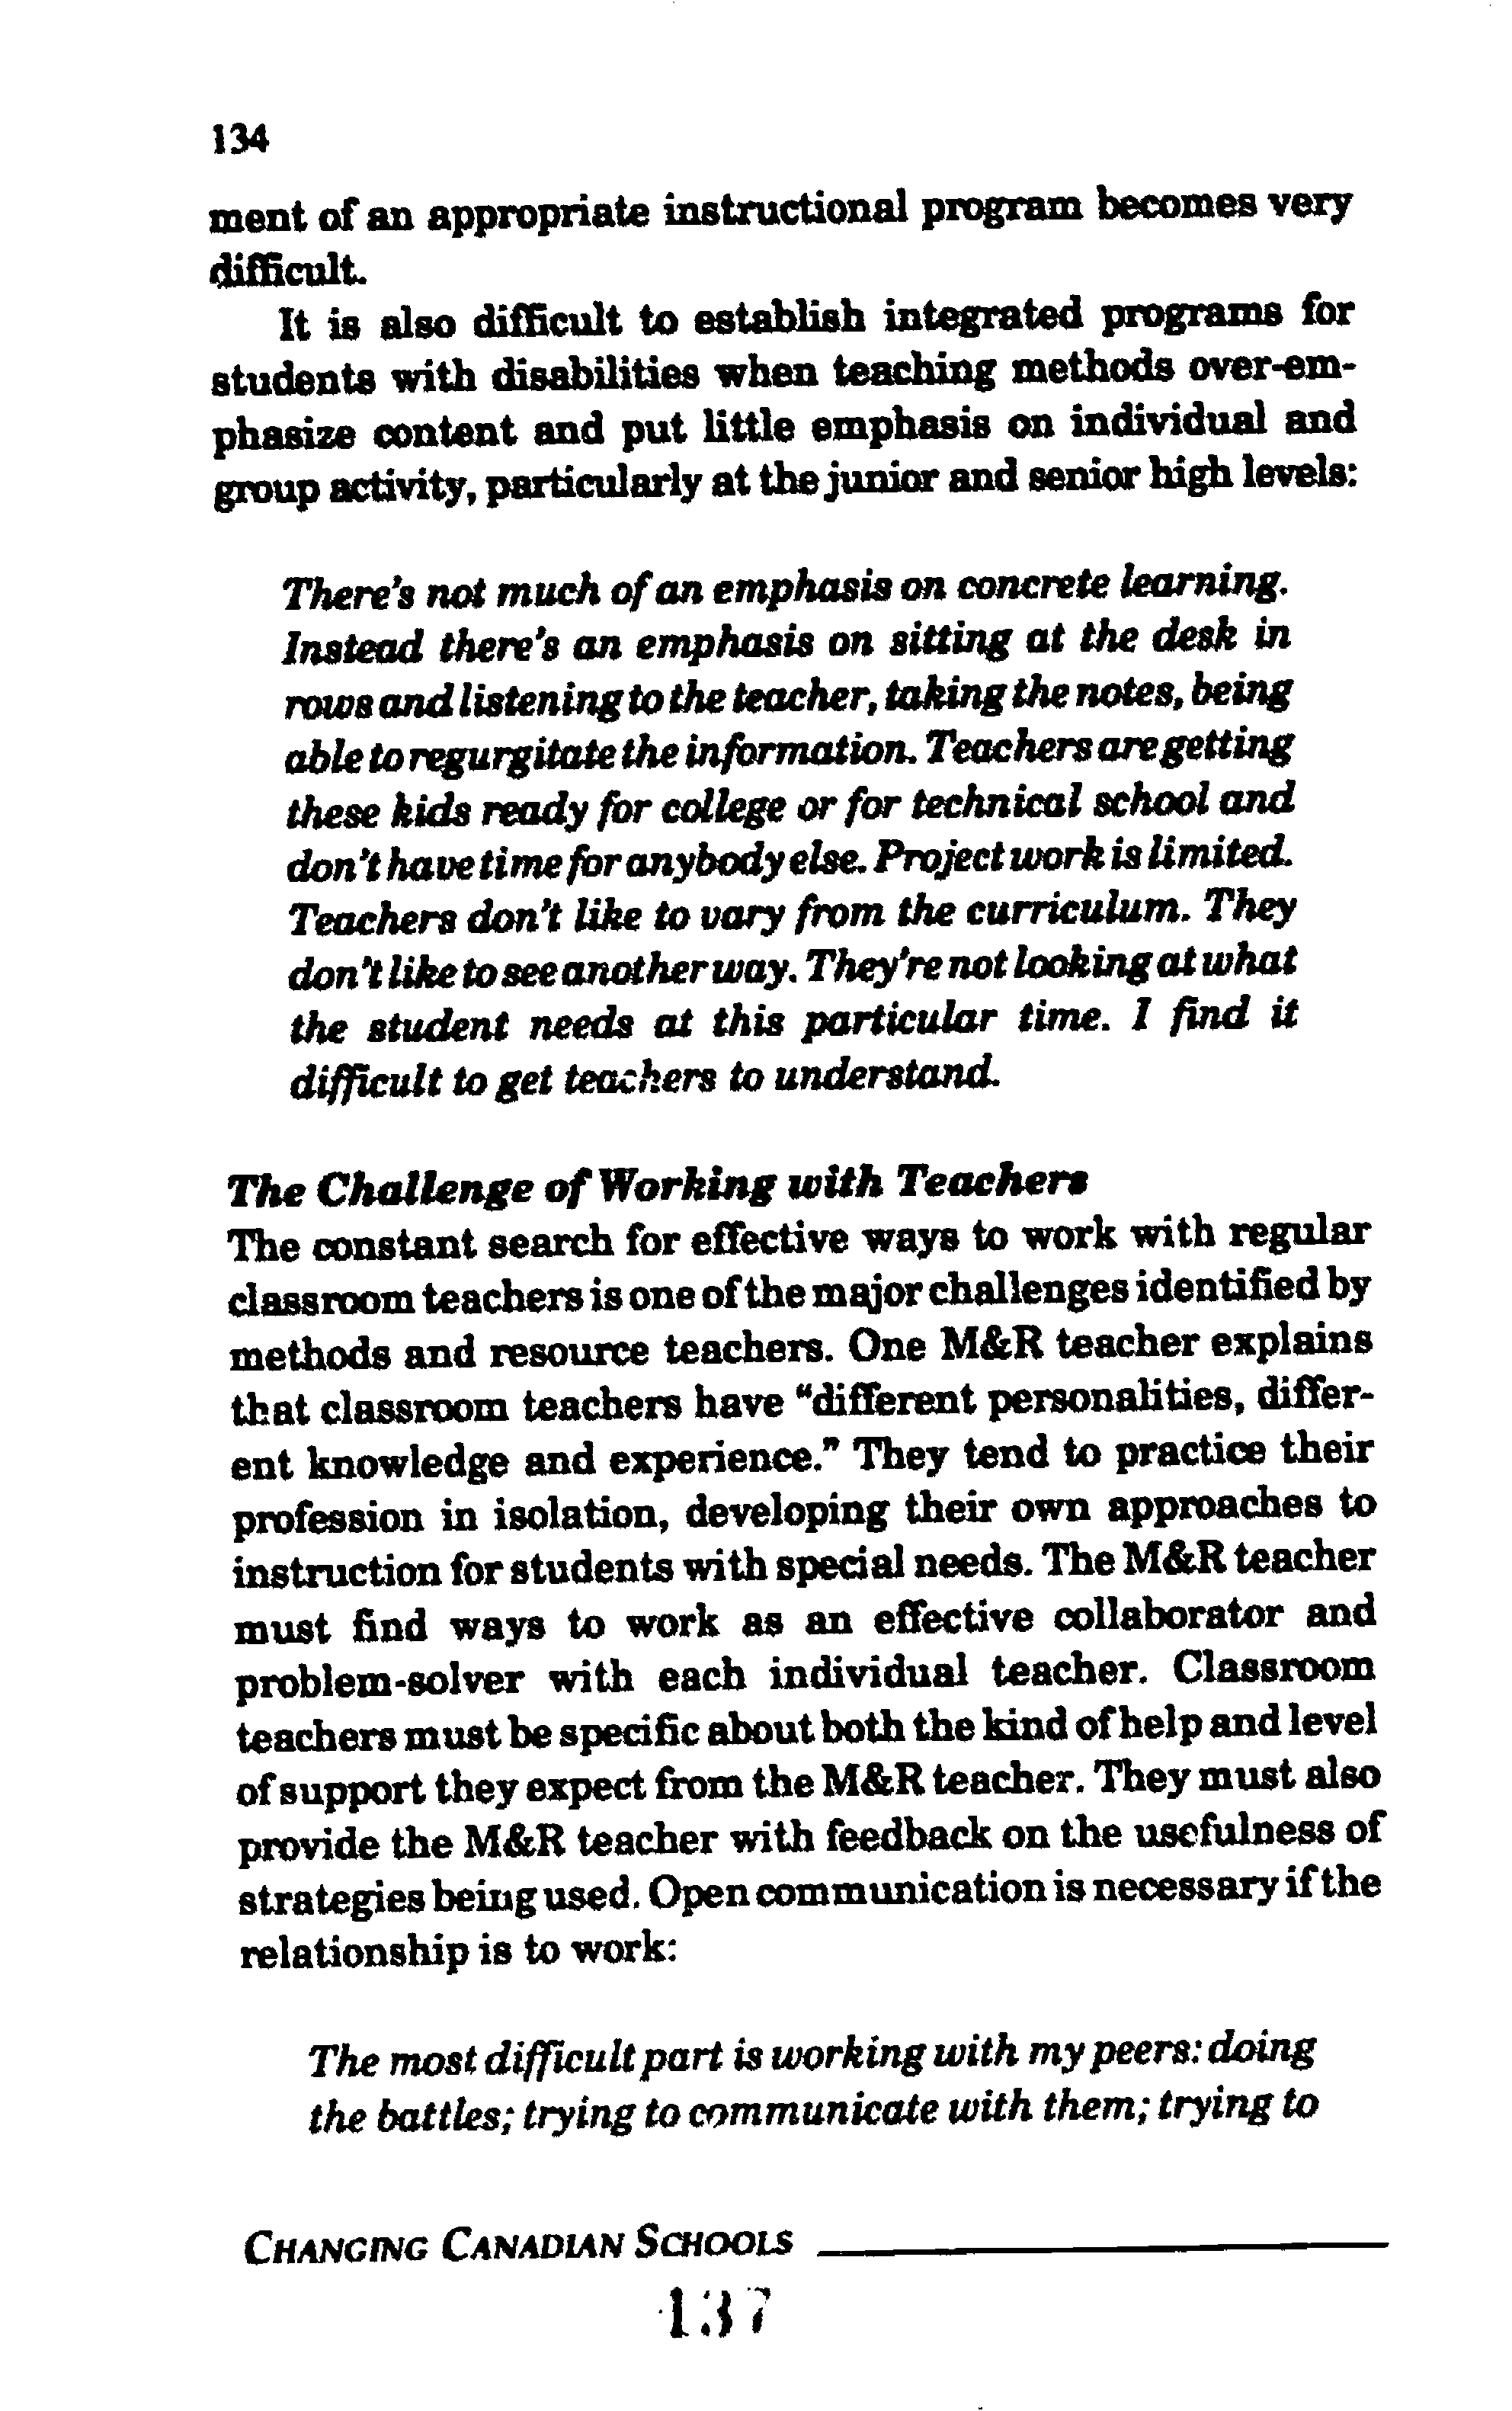 134
ment of an appropriate instructional program becomes very
difficult.
It is also difficult to establish integrated programs for
students with disabilities when teaching methods over-em-
phasize content and put little emphasis on individual and
group activity, particularly at the junior and senior high levels:
There's not much of an emphasis on concrete learning.
Instead there's an emphasis on sitting at the desk in
rows and listening to the teacher, taking the notes, being
able to regurgitate the information. Teachers are getting
these kids ready for college or for technical school and
don't have time for anybody else. Project work is limited.
Teachers don't like to vary from the curriculum. They
don't like to see another way. They're not looking at what
the student needs at this particular time. I find it
difficult to get teachers to understand.
The Challenge of Working with Teachers
The constant search for effective ways to work with regular
classroom teachers is one of the major challenges identified by
methods and resource teachers. One M&R teacher explains
that classroom teachers have "different personalities, differ-
ent knowledge and experience." They tend to practice their
profession in isolation, developing their own approaches to
instruction for students with special needs. The M&R teacher
must find ways to work as an effective collaborator and
problem-solver with each individual teacher. Classroom
teachers must be specific about both the kind of help and level
of support they expect from the M&R teacher. They must also
provide the M&R teacher with feedback on the usefulness of
strategies being used. Open communication is necessary if the
relationship is to work:
The most difficult part is working with my peers: doing
the battles; trying to communicate with them; trying to
CHANGING CANADIAN SCHOOLS
137